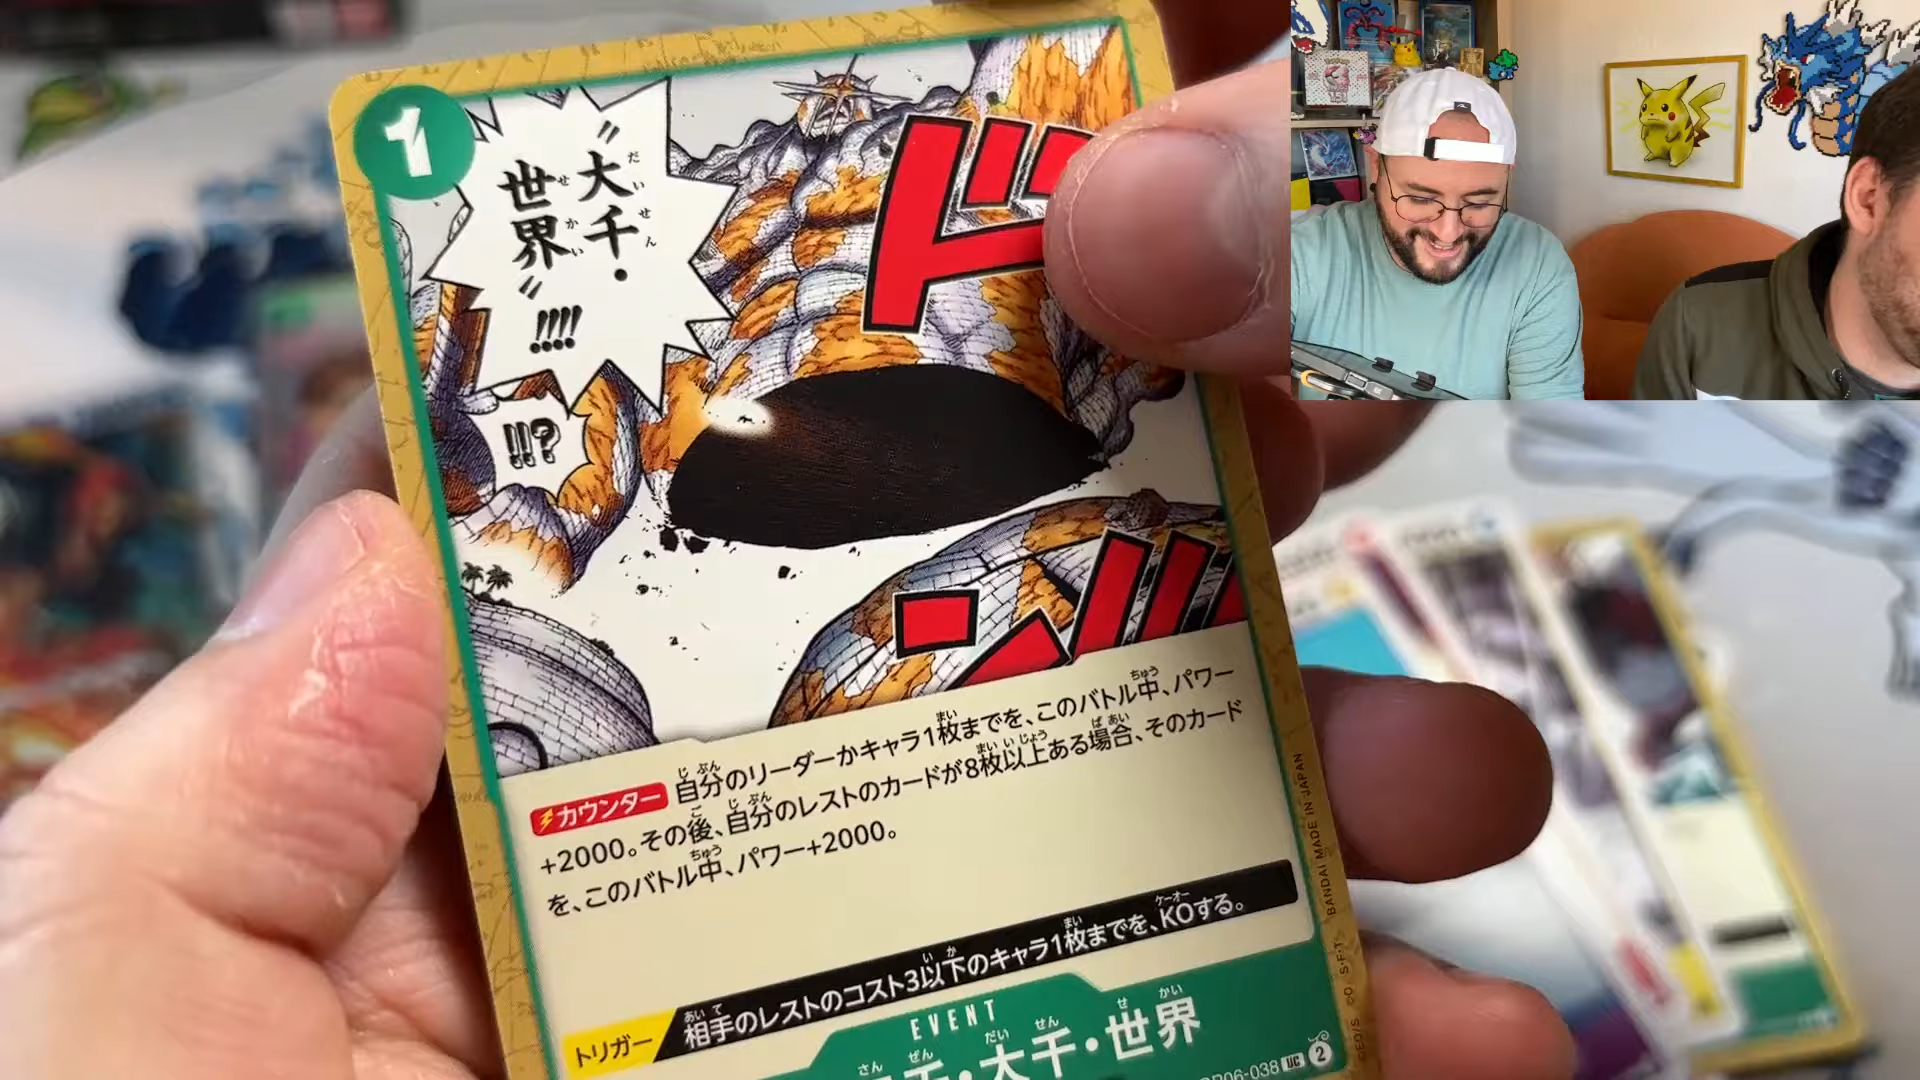 1
〝大千・
世界〟
!!!!
!!?
ド
ン
カウンター 自分のリーダーかキャラ1枚までを、このバトル中、パワー
+2000。その後、自分のレストのカードが8枚以上ある場合、そのカード
を、このバトル中、パワー+2000。
トリガー 相手のレストのコスト3以下のキャラ1枚までを、KOする。
EVENT
千・大千・世界
OP06-038 UC 2
BANDAI MADE IN JAPAN
©E.O/S. ©O. S・F・T.
151